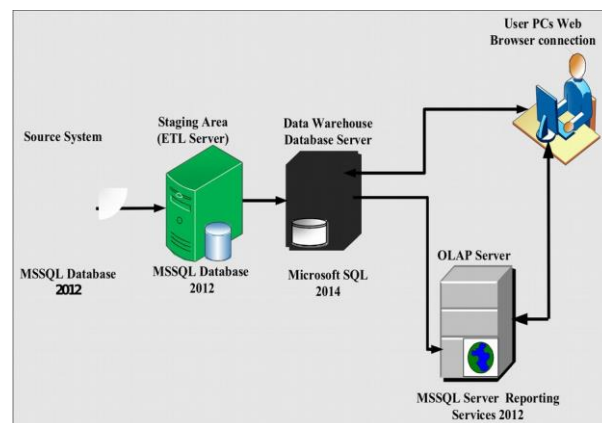 User PCs Web
Browser connection
Staging Area
(ETL Server)
Data Warehouse
Database Server
Source System
MSSQL Database
2012
MSSQL Database
2012
Microsoft SQL
2014
OLAP Server
MSSQL Server Reporting
Services 2012